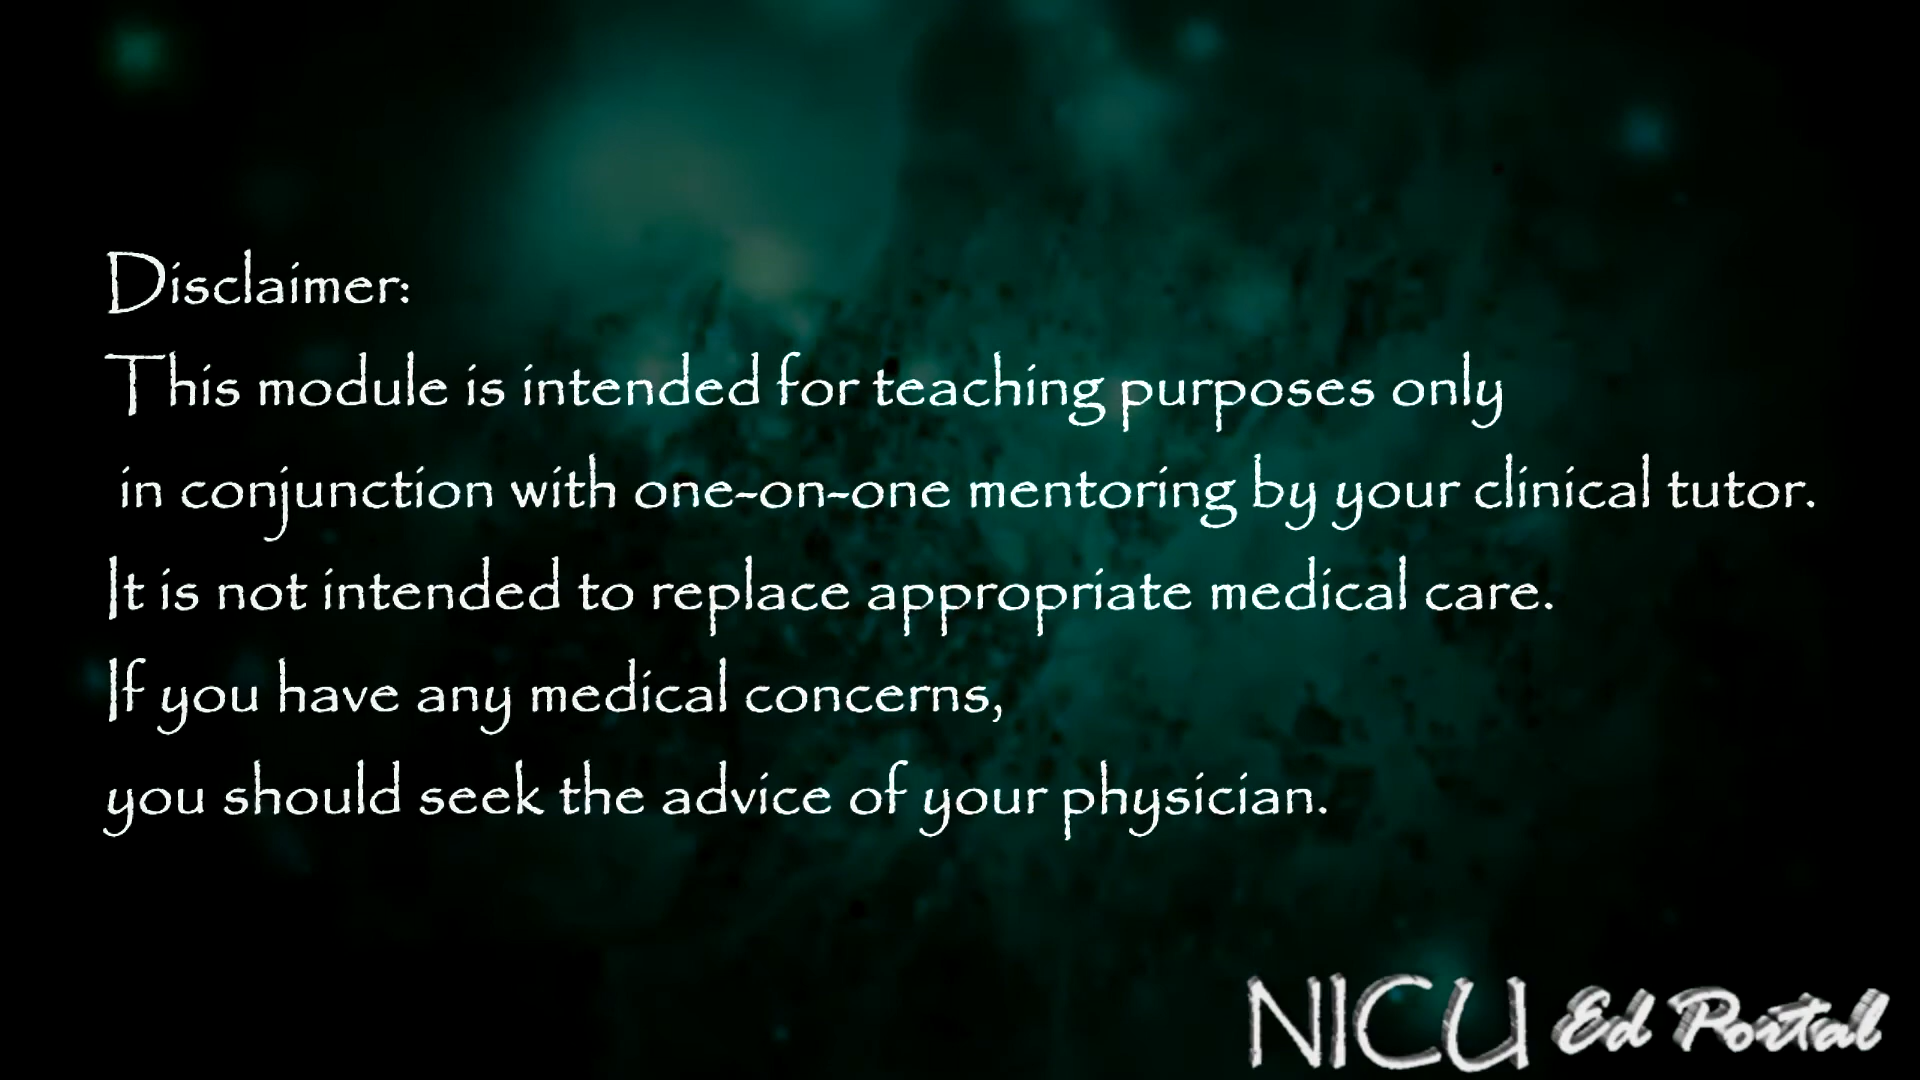 Disclaimer:
This module is intended for teaching purposes only
in conjunction with one-on-one mentoring by your clinical tutor.
It is not intended to replace appropriate medical care.
If you have any medical concerns,
you should seek the advice of your physician.
NICU Ed Portal